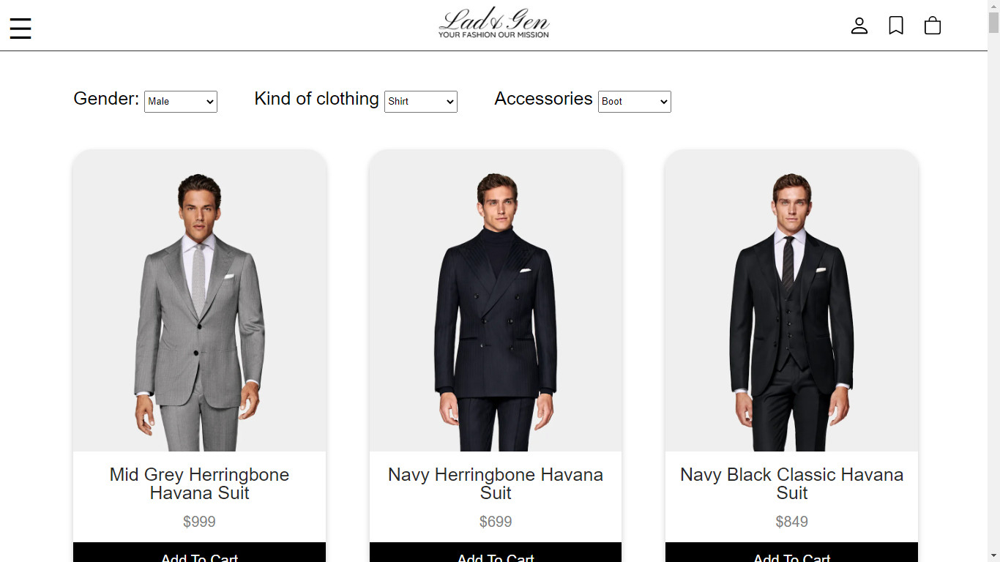 Lad & Gen
YOUR FASHION OUR MISSION
Gender: Male Kind of clothing Shirt Accessories Boot
Mid Grey Herringbone
Havana Suit
$999
Add To Cart
Navy Herringbone Havana
Suit
$699
Add To Cart
Navy Black Classic Havana
Suit
$849
Add To Cart